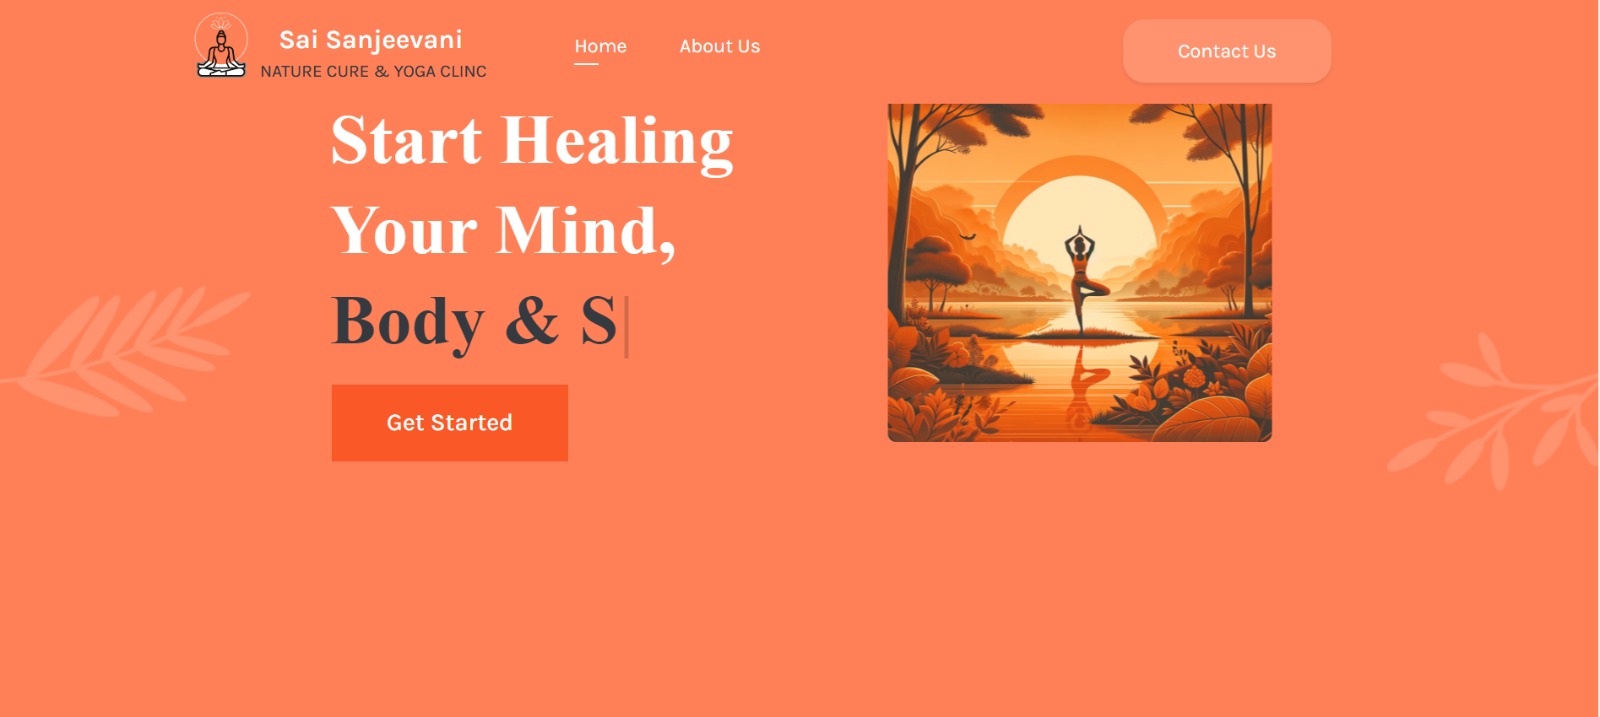 Sai Sanjeevani
NATURE CURE & YOGA CLINC
Home
About Us
Contact Us
Start Healing
Your Mind,
Body & S
Get Started